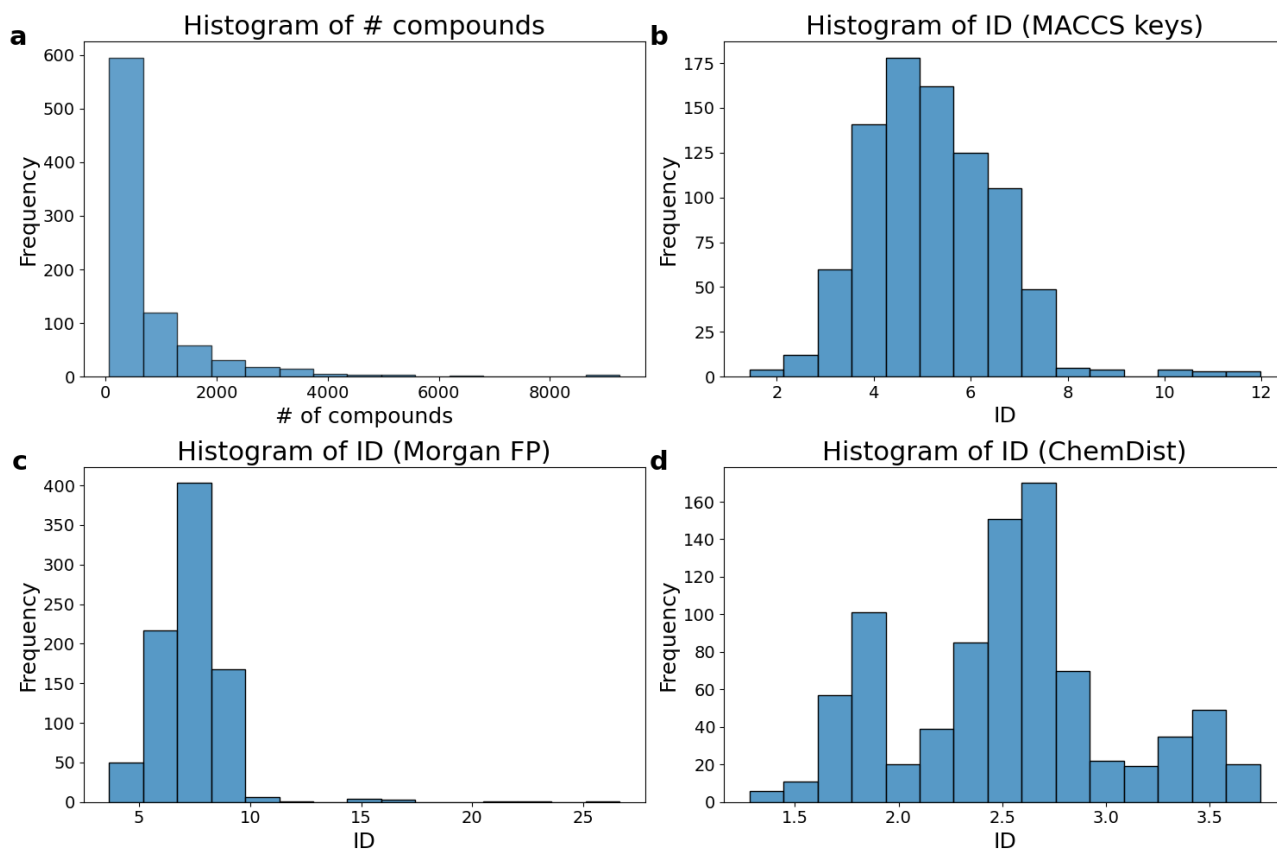 a
Histogram of # compounds
Frequency
600
500
400
300
200
100
0
0 2000 4000 6000 8000
# of compounds
b
Histogram of ID (MACCS keys)
Frequency
175
150
125
100
75
50
25
0
2 4 6 8 10 12
ID
c
Histogram of ID (Morgan FP)
Frequency
400
350
300
250
200
150
100
50
0
5 10 15 20 25
ID
d
Histogram of ID (ChemDist)
Frequency
160
140
120
100
80
60
40
20
0
1.5 2.0 2.5 3.0 3.5
ID